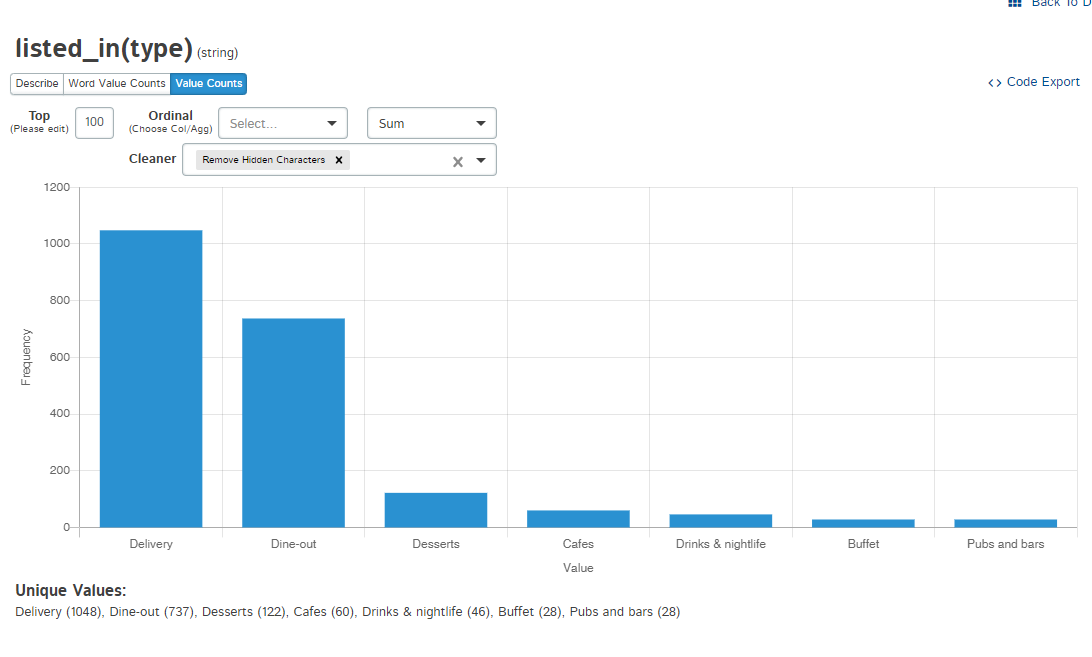 Back To D
listed_in(type) (string)
Describe Word Value Counts Value Counts
<> Code Export
Top
(Please edit)
100
Ordinal
(Choose Col/Agg)
Select...
Sum
Cleaner
Remove Hidden Characters x
1200
1000
800
600
400
200
0
Frequency
Delivery Dine-out Desserts Cafes Drinks & nightlife Buffet Pubs and bars
Value
Unique Values:
Delivery (1048), Dine-out (737), Desserts (122), Cafes (60), Drinks & nightlife (46), Buffet (28), Pubs and bars (28)